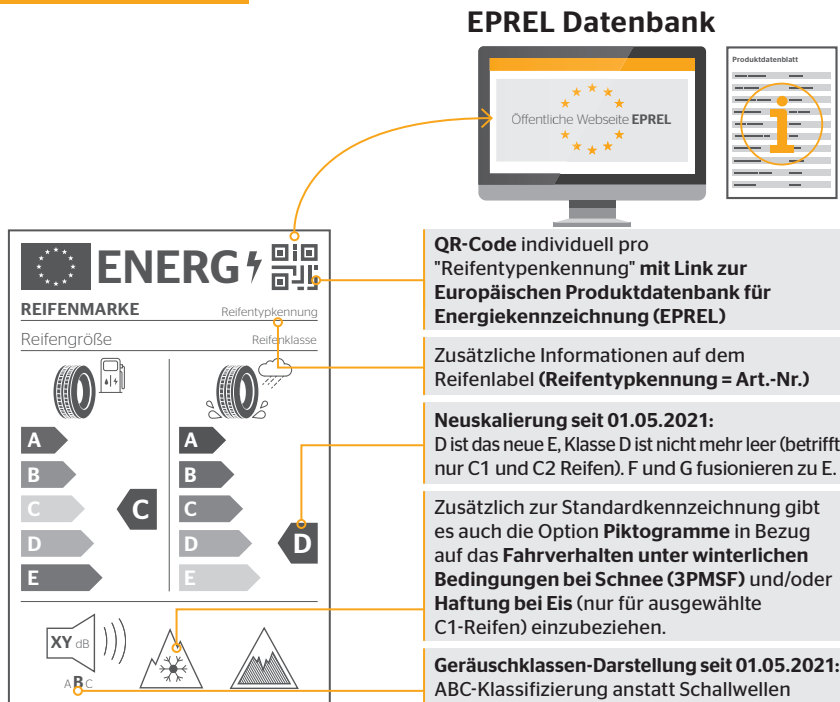 EPREL Datenbank
Produktdatenblatt
Öffentliche Webseite EPREL
ENERG
REIFENMARKE
Reifentypkennung
Reifengröße
Reifenklasse
A
B
C
D
E
C
A
B
C
D
E
D
XY dB
ABC
QR-Code individuell pro
"Reifentypenkennung" mit Link zur
Europäischen Produktdatenbank für
Energiekennzeichnung (EPREL)
Zusätzliche Informationen auf dem
Reifenlabel (Reifentypkennung = Art.-Nr.)
Neuskalierung seit 01.05.2021:
D ist das neue E, Klasse D ist nicht mehr leer (betrifft
nur C1 und C2 Reifen). F und G fusionieren zu E.
Zusätzlich zur Standardkennzeichnung gibt
es auch die Option Piktogramme in Bezug
auf das Fahrverhalten unter winterlichen
Bedingungen bei Schnee (3PMSF) und/oder
Haftung bei Eis (nur für ausgewählte
C1-Reifen) einzubeziehen.
Geräuschklassen-Darstellung seit 01.05.2021:
ABC-Klassifizierung anstatt Schallwellen